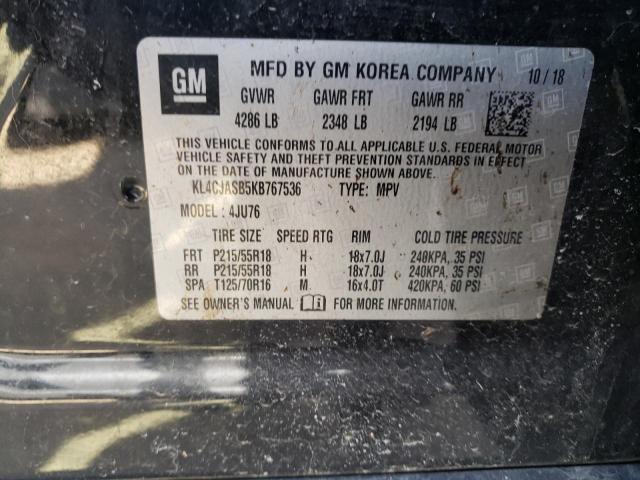 GM
MFD BY GM KOREA COMPANY 10/18
GVWR GAWR FRT GAWR RR
4286 LB 2348 LB 2194 LB
THIS VEHICLE CONFORMS TO ALL APPLICABLE U.S. FEDERAL MOTOR
VEHICLE SAFETY AND THEFT PREVENTION STANDARDS IN EFFECT
ON THE DATE OF MANUFACTURE SHOWN ABOVE.
KL4CJASB5KB767536 TYPE: MPV
MODEL: 4JU76
TIRE SIZE SPEED RTG RIM COLD TIRE PRESSURE
FRT P215/55R18 H 18x7.0J 240KPA, 35 PSI
RR P215/55R18 H 18x7.0J 240KPA, 35 PSI
SPA T125/70R16 M 16x4.0T 420KPA, 60 PSI
SEE OWNER'S MANUAL FOR MORE INFORMATION.